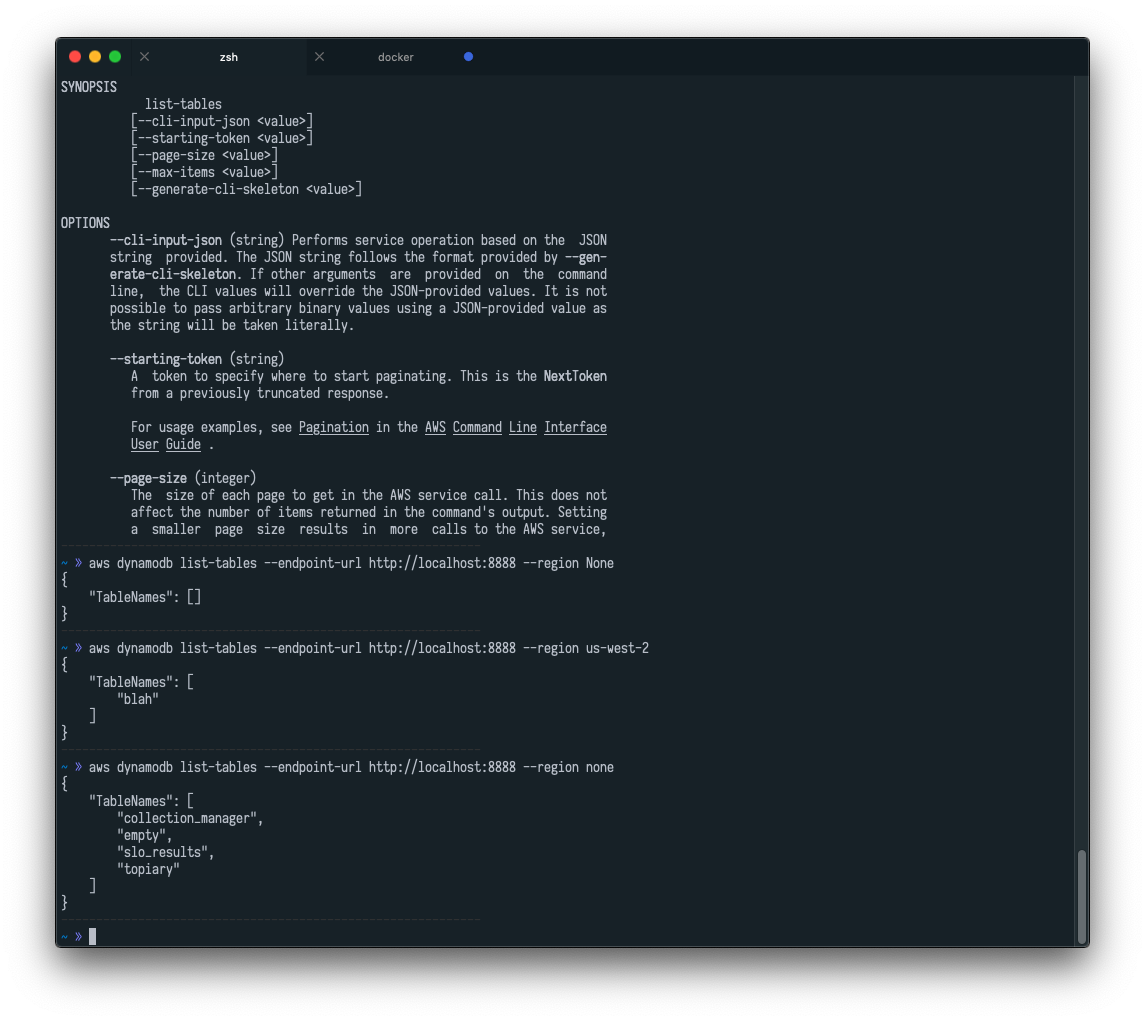 zsh
docker
SYNOPSIS
list-tables
[--cli-input-json <value>]
[--starting-token <value>]
[--page-size <value>]
[--max-items <value>]
[--generate-cli-skeleton <value>]
OPTIONS
--cli-input-json (string) Performs service operation based on the JSON
string provided. The JSON string follows the format provided by --gen-
erate-cli-skeleton. If other arguments are provided on the command
line, the CLI values will override the JSON-provided values. It is not
possible to pass arbitrary binary values using a JSON-provided value as
the string will be taken literally.
--starting-token (string)
A token to specify where to start paginating. This is the NextToken
from a previously truncated response.
For usage examples, see Pagination in the AWS Command Line Interface
User Guide .
--page-size (integer)
The size of each page to get in the AWS service call. This does not
affect the number of items returned in the command's output. Setting
a smaller page size results in more calls to the AWS service,
~ » aws dynamodb list-tables --endpoint-url http://localhost:8888 --region None
{
"TableNames": []
}
~ » aws dynamodb list-tables --endpoint-url http://localhost:8888 --region us-west-2
{
"TableNames": [
"blah"
]
}
~ » aws dynamodb list-tables --endpoint-url http://localhost:8888 --region none
{
"TableNames": [
"collection_manager",
"empty",
"slo_results",
"topiary"
]
}
~ »